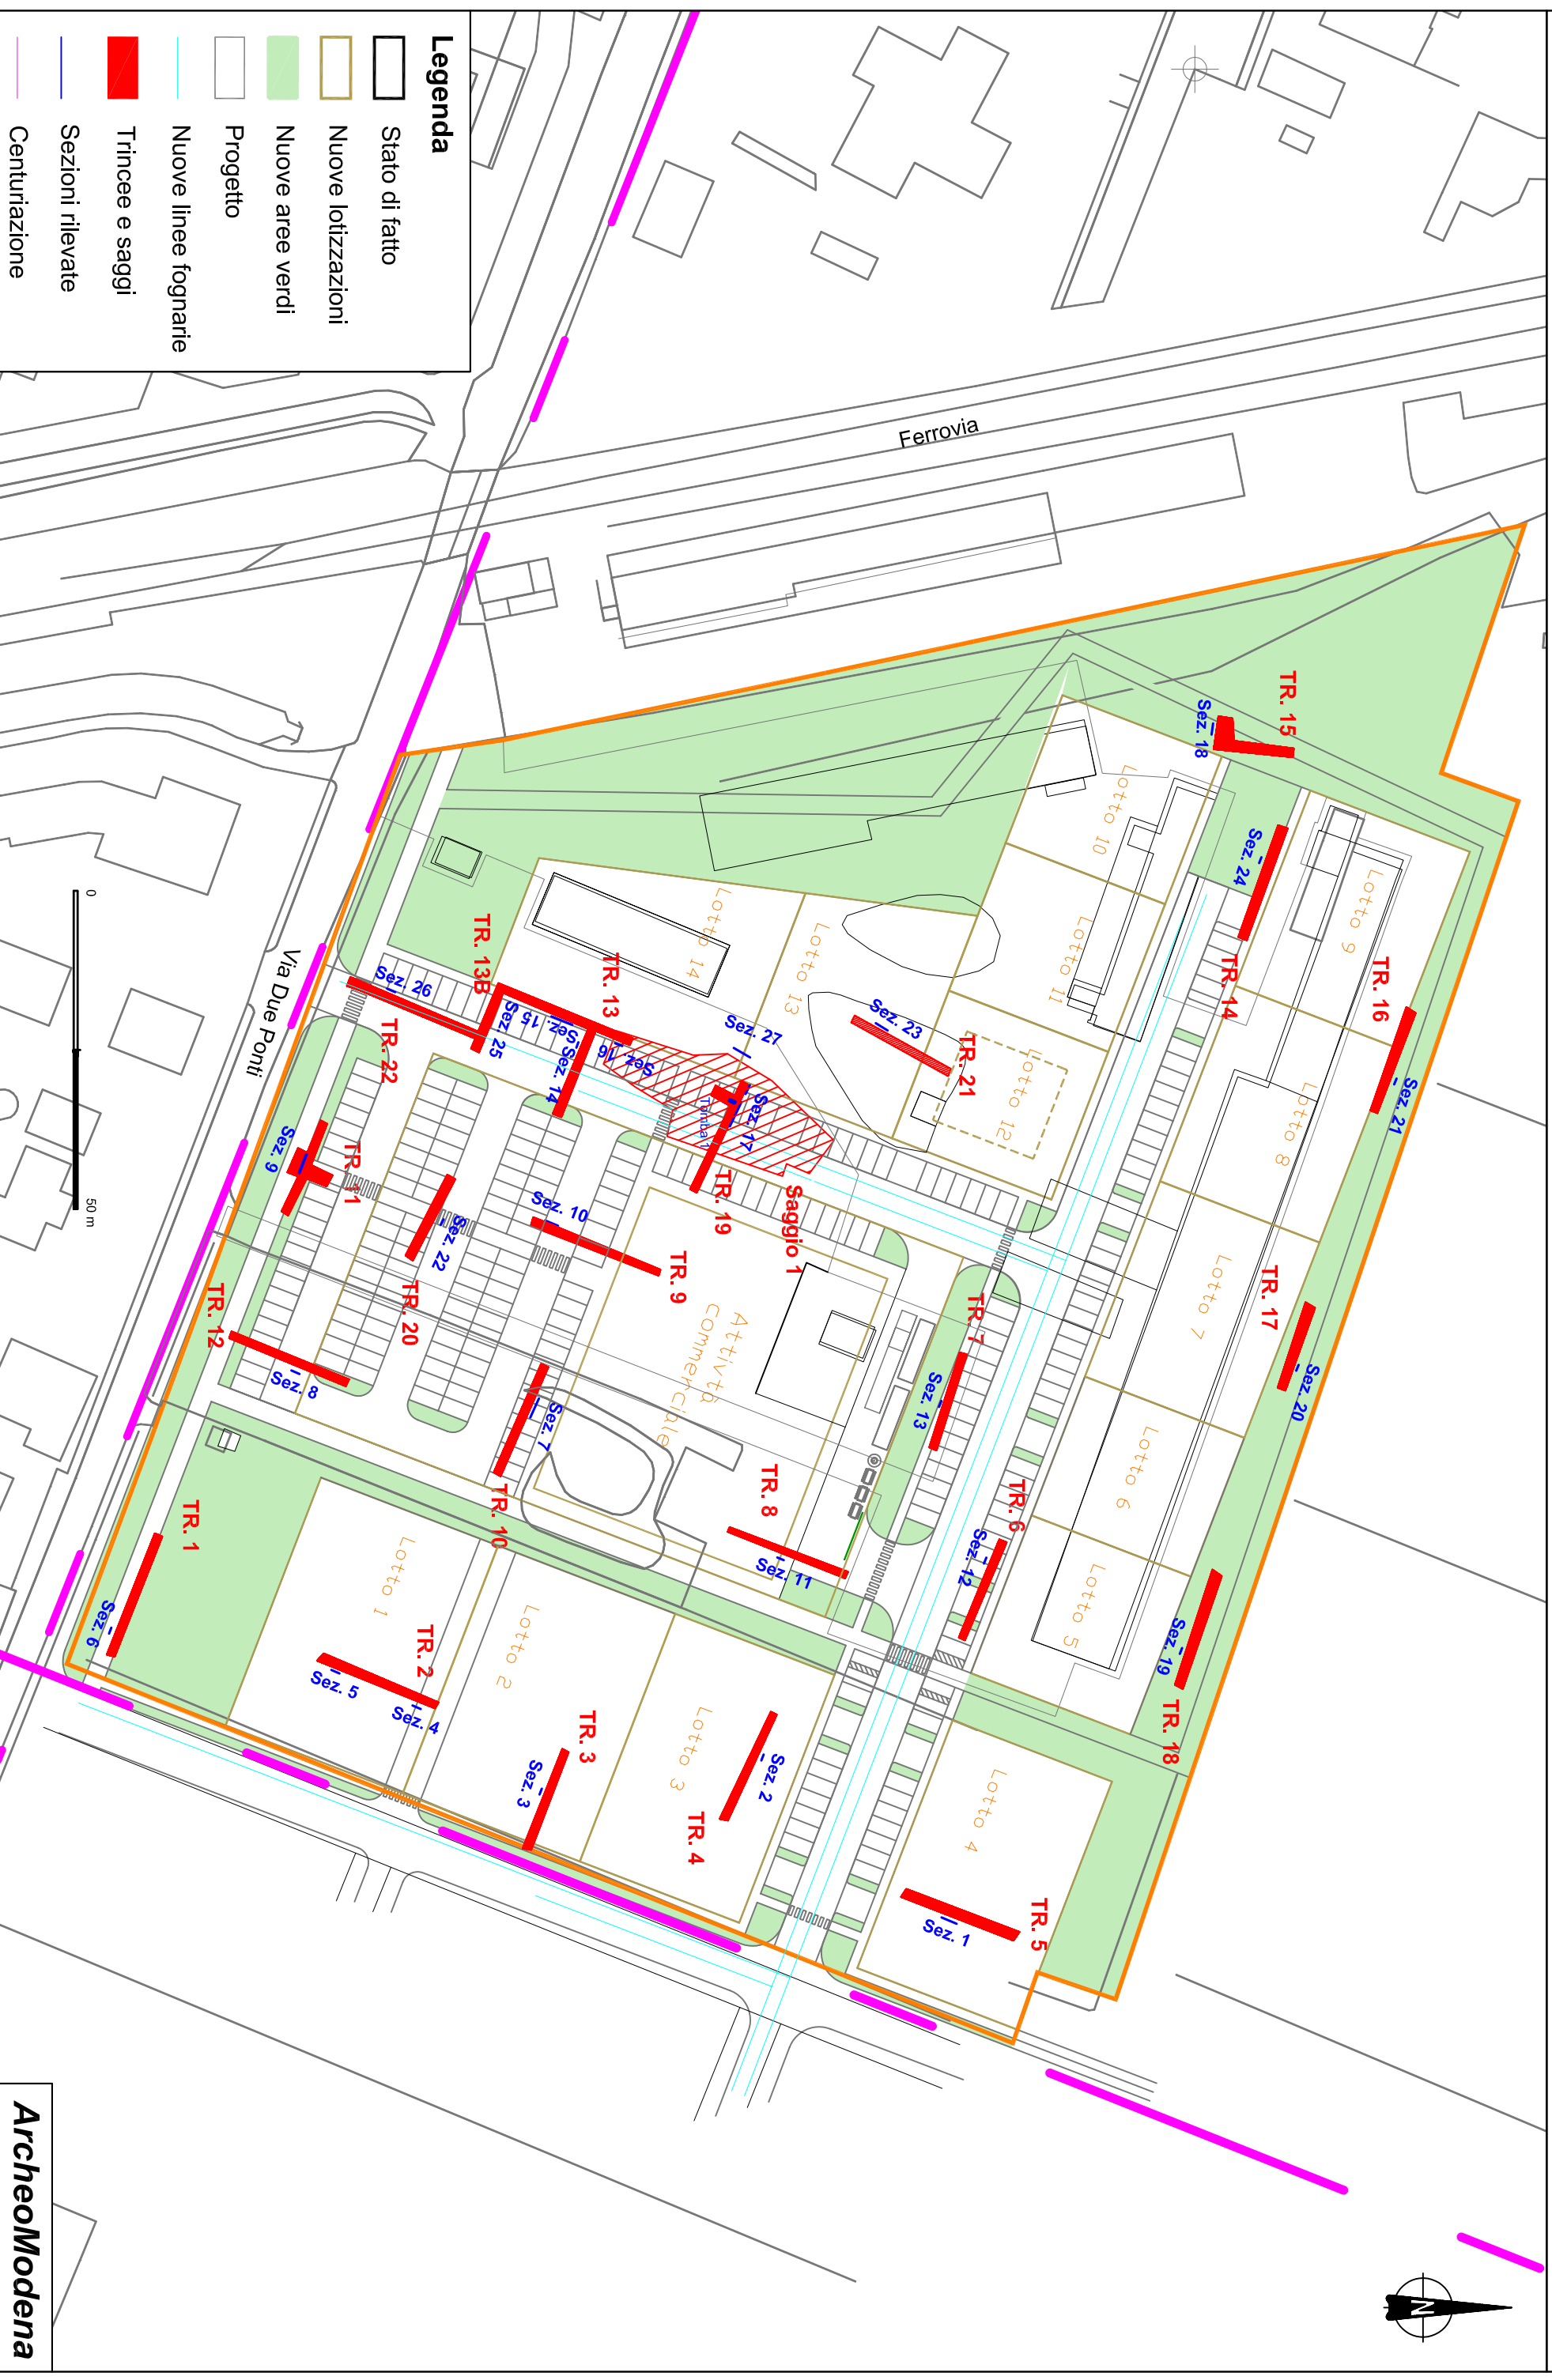 Legenda
Stato di fatto
Nuove lotizzazioni
Nuove aree verdi
Progetto
Nuove linee fognarie
Trincee e saggi
Sezioni rilevate
Centuriazione
Ferrovia
Via Due Ponti
0
50 m
TR. 15
Sez. 18
Lotto 10
Sez. 24
TR. 14
Lotto 9
TR. 16
Sez. 21
Lotto 11
Lotto 14
Lotto 13
Sez. 23
TR. 21
Lotto 12
Lotto 8
TR. 13B
TR. 13
Sez. 26
Sez. 25
Sez. 15
Sez. 14
Sez. 16
Sez. 27
TR. 22
Sez. 17
Tomba 1
TR. 19
Saggio 1
Sez. 9
TR. 11
Sez. 22
TR. 20
Sez. 10
TR. 9
Lotto 7
TR. 17
Sez. 20
TR. 12
Sez. 8
Attività
commerciale
TR. 7
Sez. 13
Sez. 7
TR. 10
TR. 8
Sez. 11
TR. 6
Sez. 12
Lotto 6
Lotto 5
Sez. 19
TR. 18
TR. 1
Sez. 6
Lotto 1
TR. 2
Sez. 5
Sez. 4
Lotto 2
TR. 3
Sez. 3
Lotto 3
Sez. 2
TR. 4
Lotto 4
Sez. 1
TR. 5
N
ArcheoModena